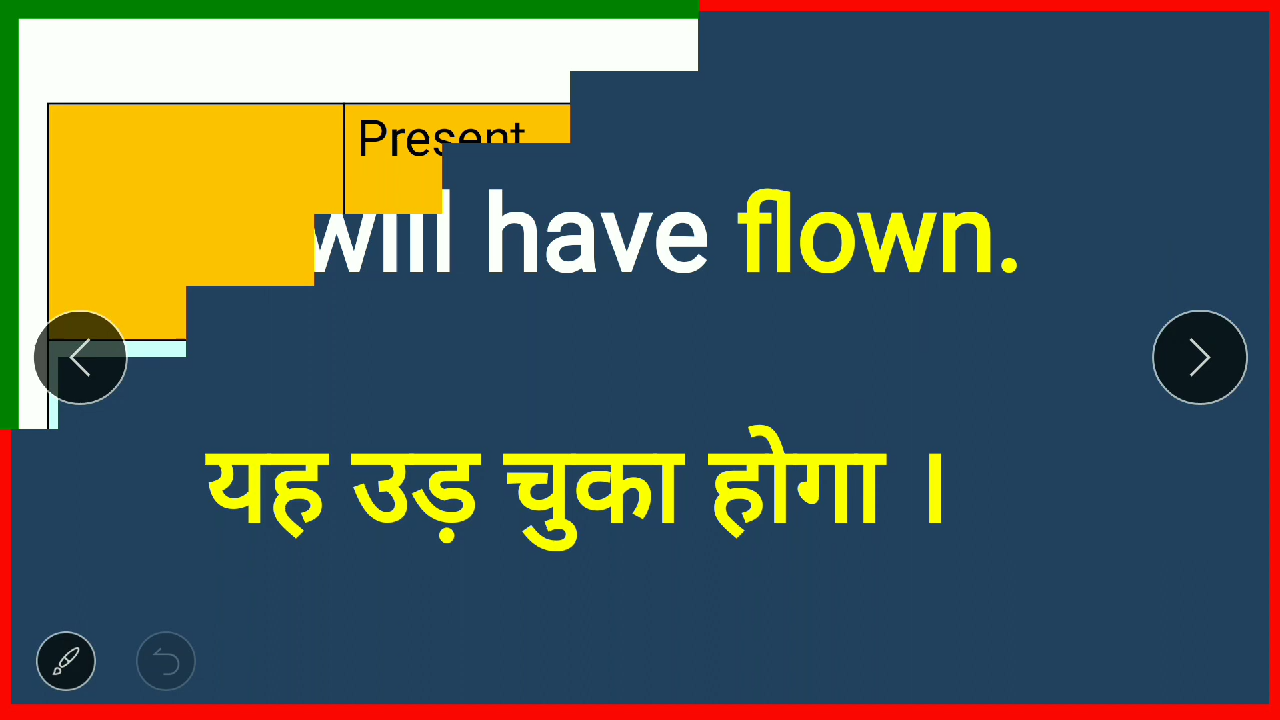 Present
will have flown.
यह उड़ चुका होगा ।